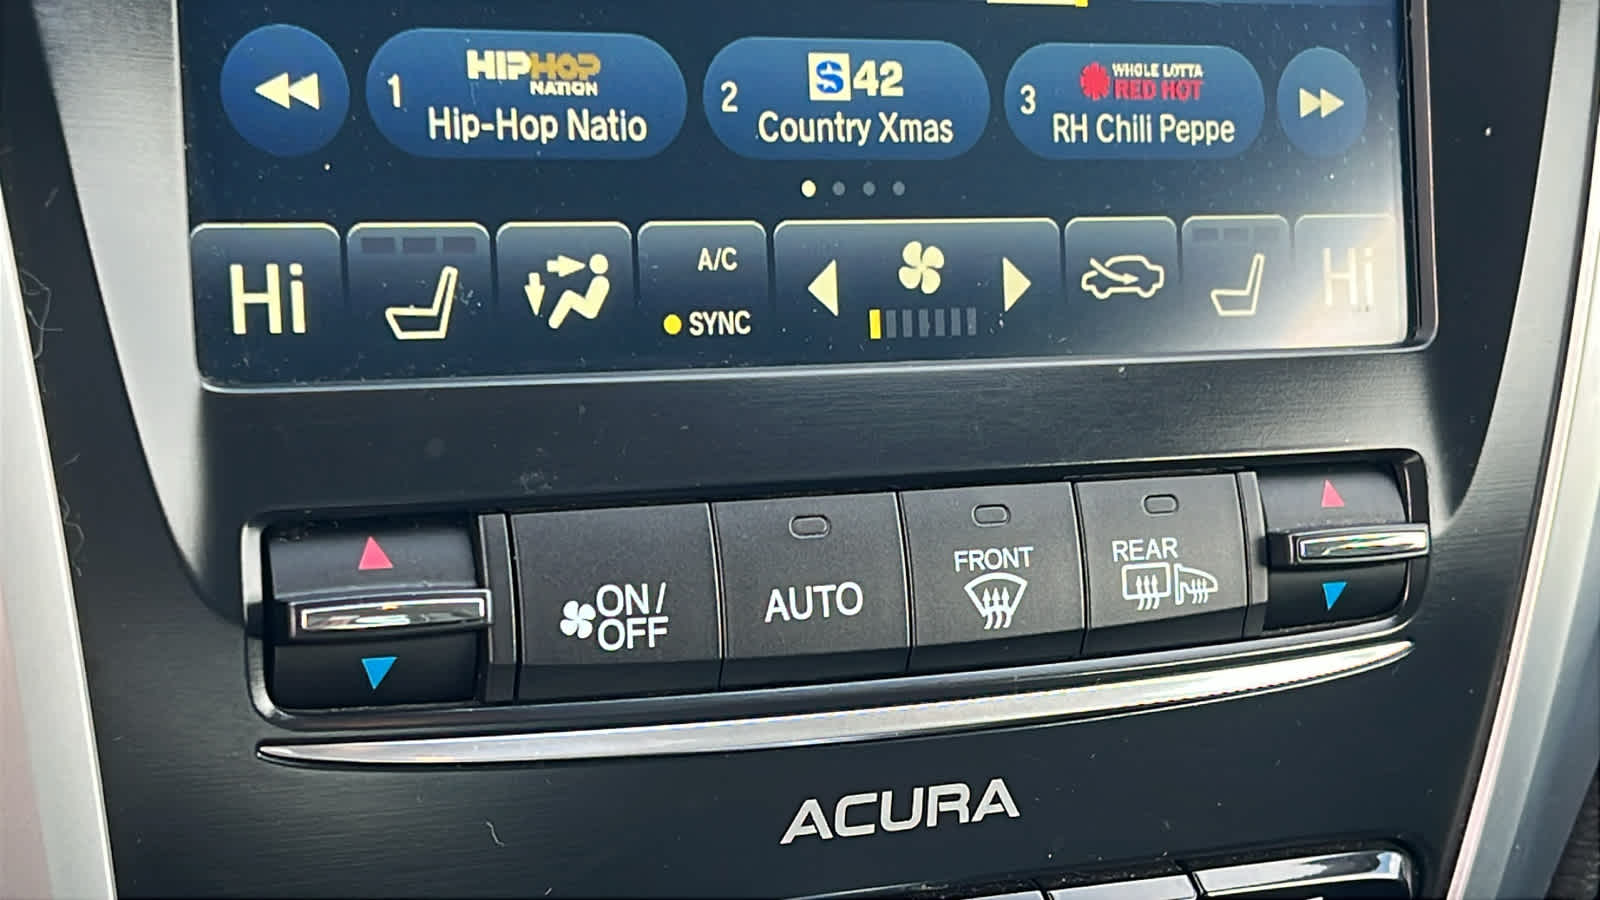 1
HIPHOP
NATION
Hip-Hop Natio
2
S 42
Country Xmas
3
WHOLE LOTTA
RED HOT
RH Chili Peppe
Hi
A/C
SYNC
Hi
ON/
OFF
AUTO
FRONT
REAR
ACURA